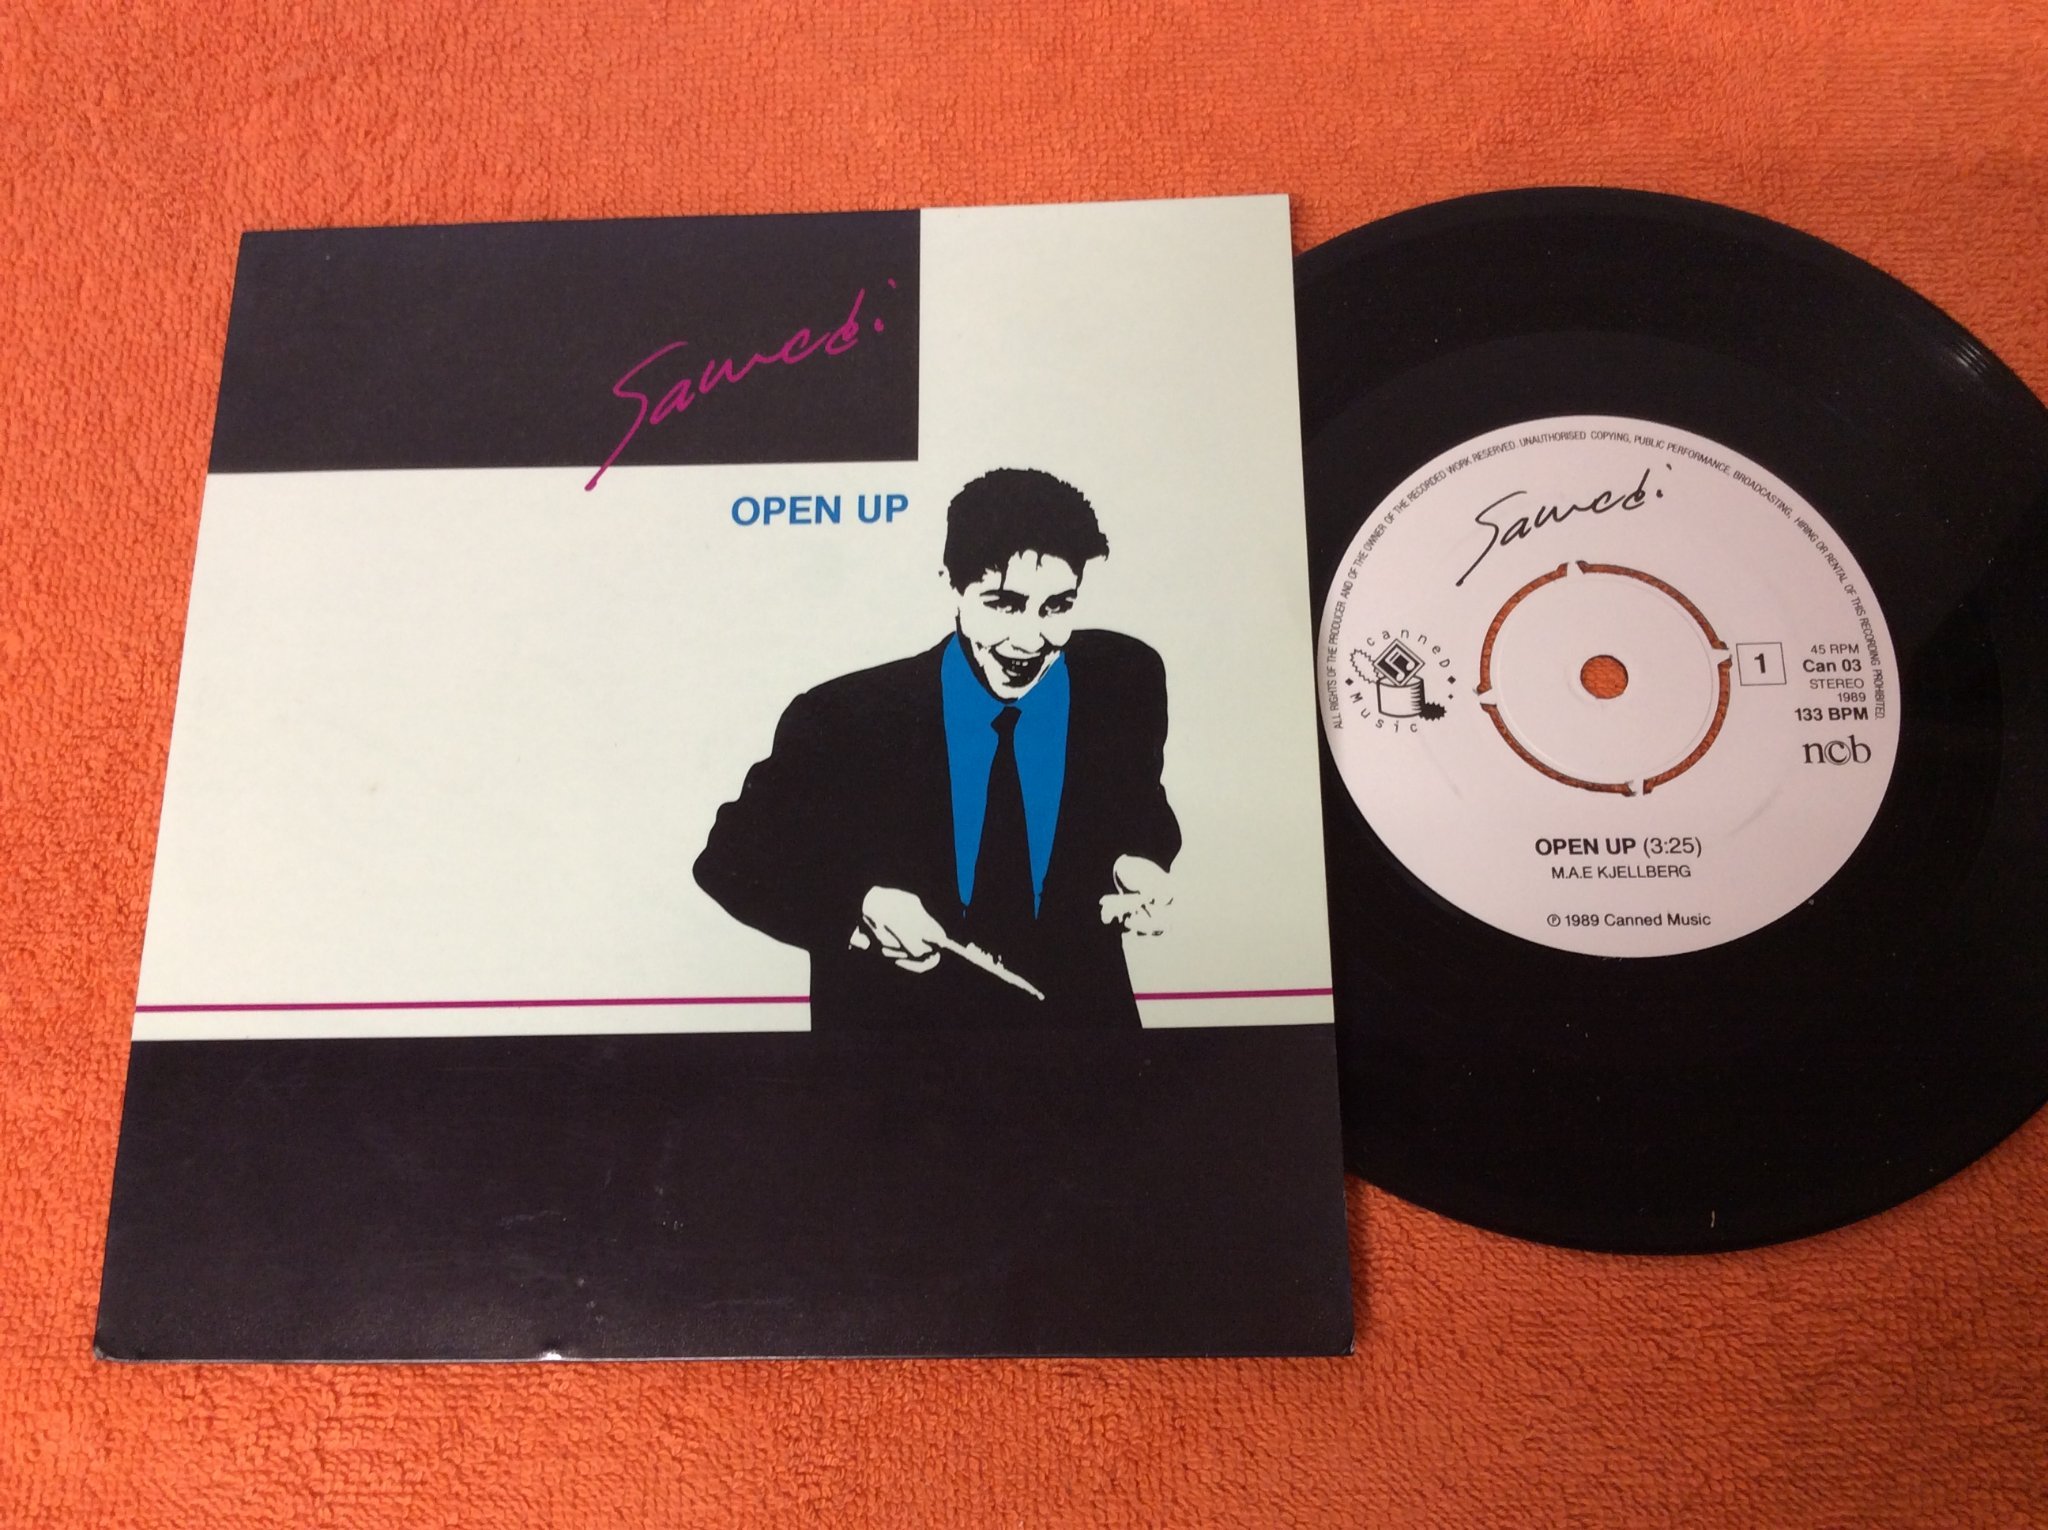 Samedi
OPEN UP
ALL RIGHTS OF THE PRODUCER AND OF THE OWNER OF THE RECORDED WORK RESERVED. UNAUTHORISED COPYING, PUBLIC PERFORMANCE, BROADCASTING, HIRING OR RENTAL OF THIS RECORDING PROHIBITED.
Samedi
canneD
Music
1
45 RPM
Can 03
STEREO
1989
133 BPM
ncb
OPEN UP (3:25)
M.A.E KJELLBERG
℗ 1989 Canned Music